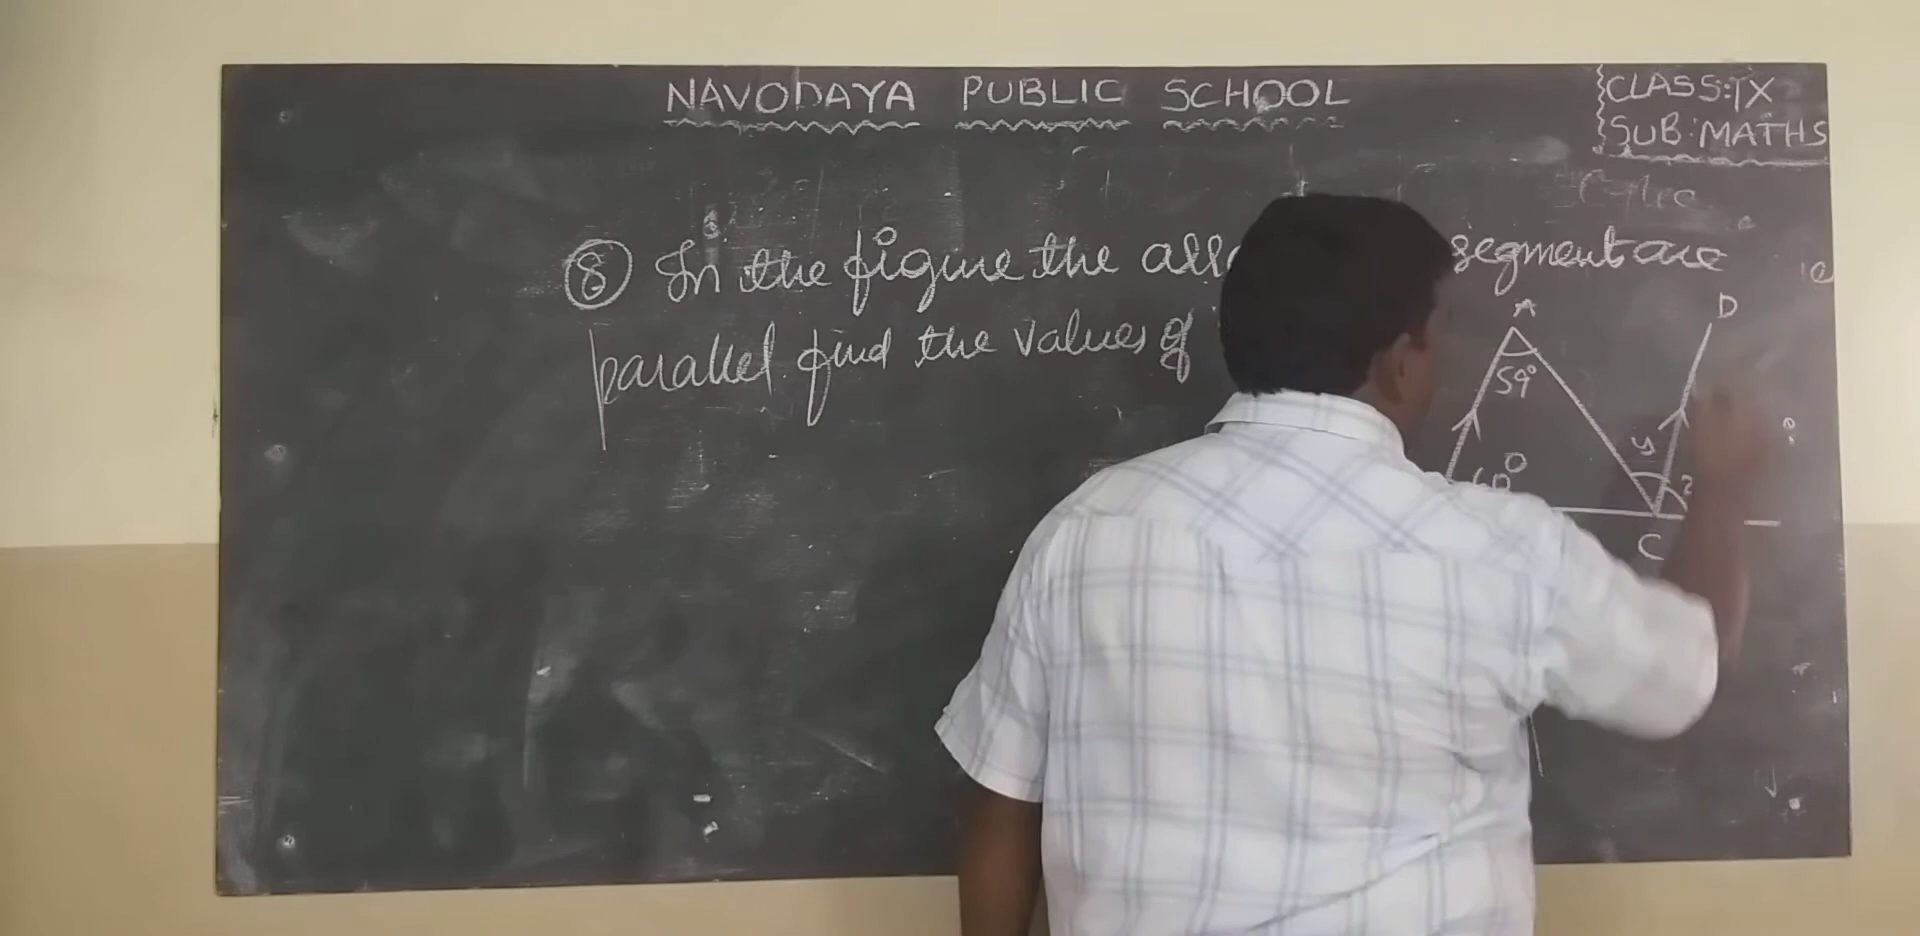 NAVODAYA PUBLIC SCHOOL
CLASS: IX
SUB: MATHS
⑧ In the figure the segment are
parallel find the values of
A
D
59°
y
60°
C